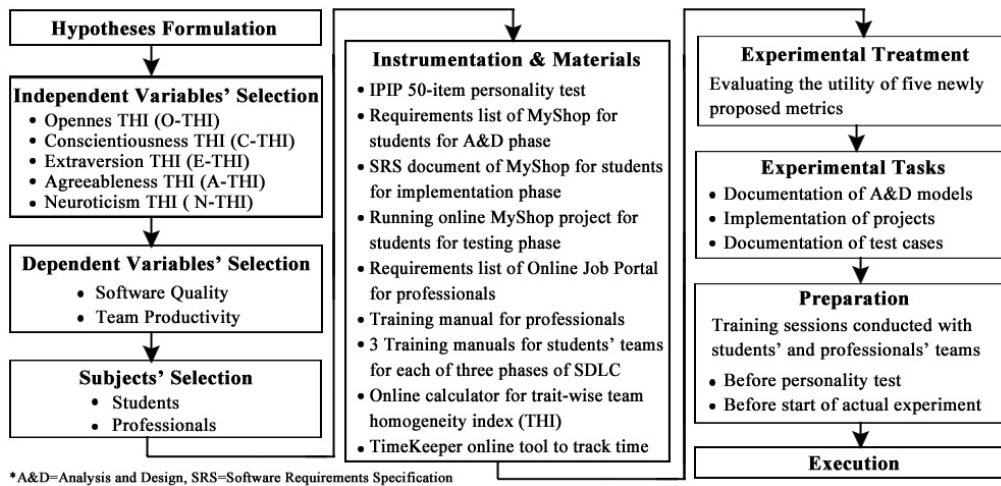 Hypotheses Formulation
Independent Variables' Selection
• Opennes THI (O-THI)
• Conscientiousness THI (C-THI)
• Extraversion THI (E-THI)
• Agreeableness THI (A-THI)
• Neuroticism THI ( N-THI)
Dependent Variables' Selection
• Software Quality
• Team Productivity
Subjects' Selection
• Students
• Professionals
Instrumentation & Materials
• IPIP 50-item personality test
• Requirements list of MyShop for
students for A&D phase
• SRS document of MyShop for students
for implementation phase
• Running online MyShop project for
students for testing phase
• Requirements list of Online Job Portal
for professionals
• Training manual for professionals
• 3 Training manuals for students' teams
for each of three phases of SDLC
• Online calculator for trait-wise team
homogeneity index (THI)
• TimeKeeper online tool to track time
Experimental Treatment
Evaluating the utility of five newly
proposed metrics
Experimental Tasks
• Documentation of A&D models
• Implementation of projects
• Documentation of test cases
Preparation
Training sessions conducted with
students' and professionals' teams
• Before personality test
• Before start of actual experiment
Execution
*A&D=Analysis and Design, SRS=Software Requirements Specification